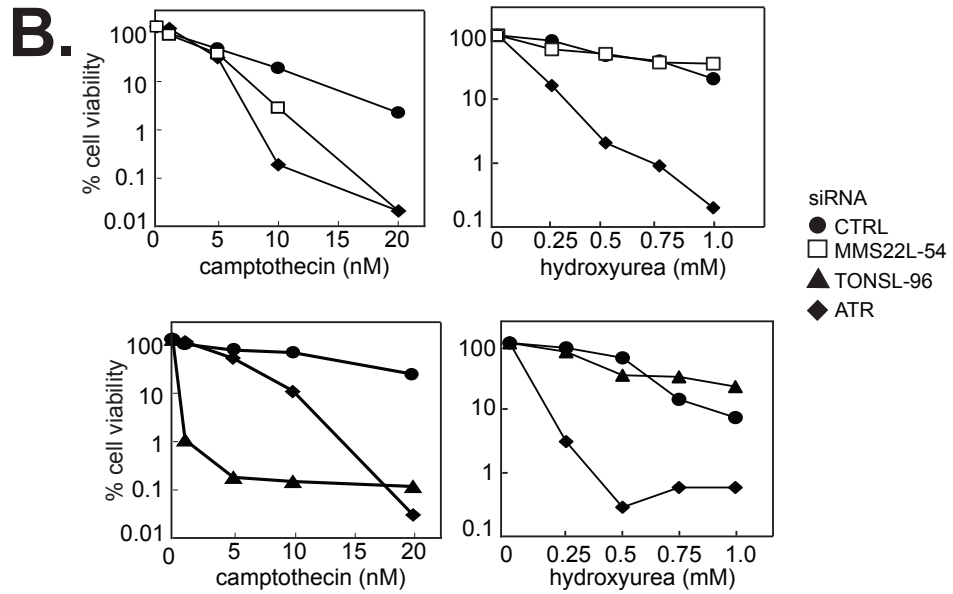 B.
% cell viability
100
10
1
0.1
0.01
0 5 10 15 20
camptothecin (nM)
100
10
1
0.1
0 0.25 0.5 0.75 1.0
hydroxyurea (mM)
siRNA
CTRL
MMS22L-54
TONSL-96
ATR
% cell viability
100
10
1
0.1
0.01
0 5 10 15 20
camptothecin (nM)
100
10
1
0.1
0 0.25 0.5 0.75 1.0
hydroxyurea (mM)